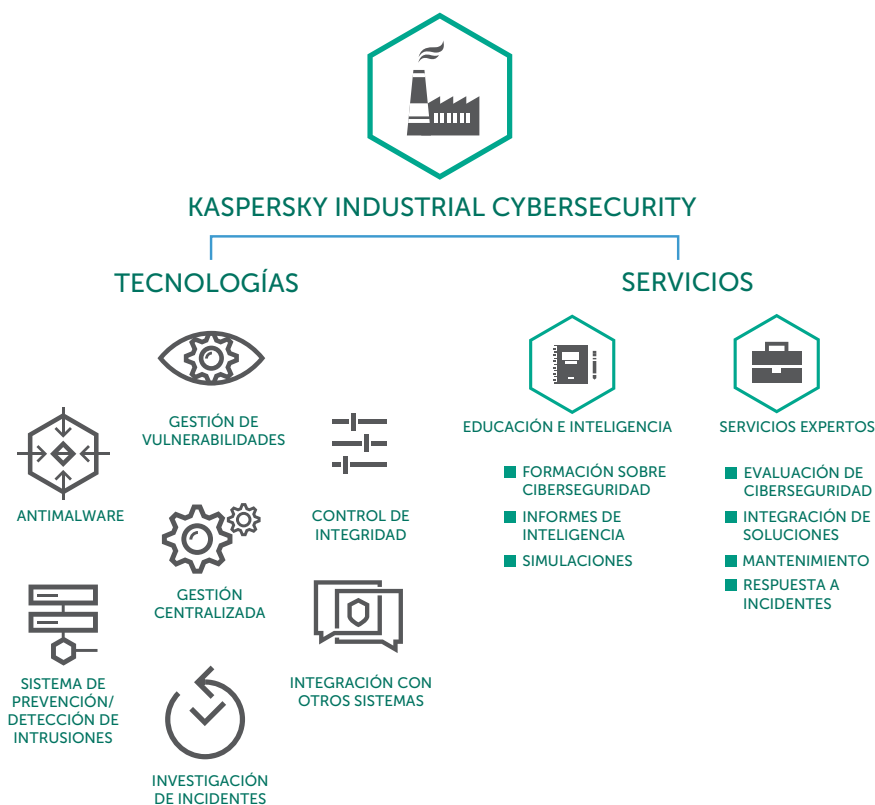 KASPERSKY INDUSTRIAL CYBERSECURITY
TECNOLOGÍAS
GESTIÓN DE
VULNERABILIDADES
ANTIMALWARE
CONTROL DE
INTEGRIDAD
GESTIÓN
CENTRALIZADA
SISTEMA DE
PREVENCIÓN/
DETECCIÓN DE
INTRUSIONES
INTEGRACIÓN CON
OTROS SISTEMAS
INVESTIGACIÓN
DE INCIDENTES
SERVICIOS
EDUCACIÓN E INTELIGENCIA
FORMACIÓN SOBRE
CIBERSEGURIDAD
INFORMES DE
INTELIGENCIA
SIMULACIONES
SERVICIOS EXPERTOS
EVALUACIÓN DE
CIBERSEGURIDAD
INTEGRACIÓN DE
SOLUCIONES
MANTENIMIENTO
RESPUESTA A
INCIDENTES